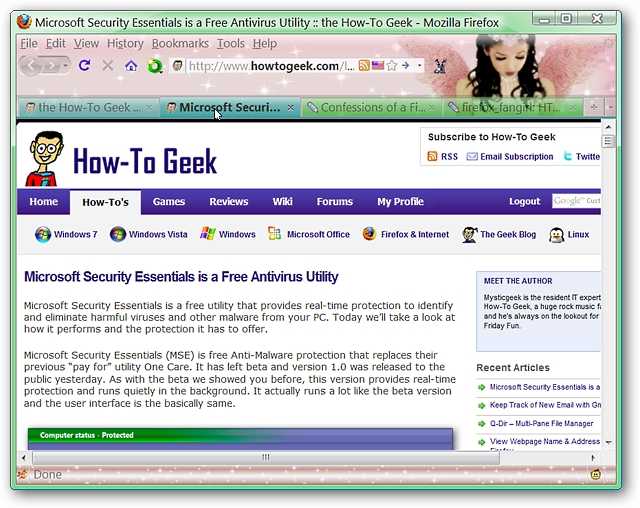 Microsoft Security Essentials is a Free Antivirus Utility :: the How-To Geek - Mozilla Firefox
File Edit View History Bookmarks Tools Help
http://www.howtogeek.com/l...
the How-To Geek ...
Microsoft Securi...
Confessions of a Fi...
firefox_fangirl: HT...
Subscribe to How-To Geek
RSS Email Subscription Twitte
How-To Geek
Home How-To's Games Reviews Wiki Forums My Profile Logout Google™ Cust
Windows 7 Windows Vista Windows Microsoft Office Firefox & Internet The Geek Blog Linux
Microsoft Security Essentials is a Free Antivirus Utility
Microsoft Security Essentials is a free utility that provides real-time protection to identify
and eliminate harmful viruses and other malware from your PC. Today we'll take a look at
how it performs and the protection it has to offer.
Microsoft Security Essentials (MSE) is free Anti-Malware protection that replaces their
previous "pay for" utility One Care. It has left beta and version 1.0 was released to the
public yesterday. As with the beta we showed you before, this version provides real-time
protection and runs quietly in the background. It actually runs a lot like the beta version
and the user interface is the basically same.
Computer status - Protected
MEET THE AUTHOR
Mysticgeek is the resident IT expert
How-To Geek, a huge rock music fa
and he's always on the lookout for
Friday Fun.
Recent Articles
Microsoft Security Essentials is a
Keep Track of New Email with Gm
Q-Dir – Multi-Pane File Manager
View Webpage Name & Address
Firefox
Done